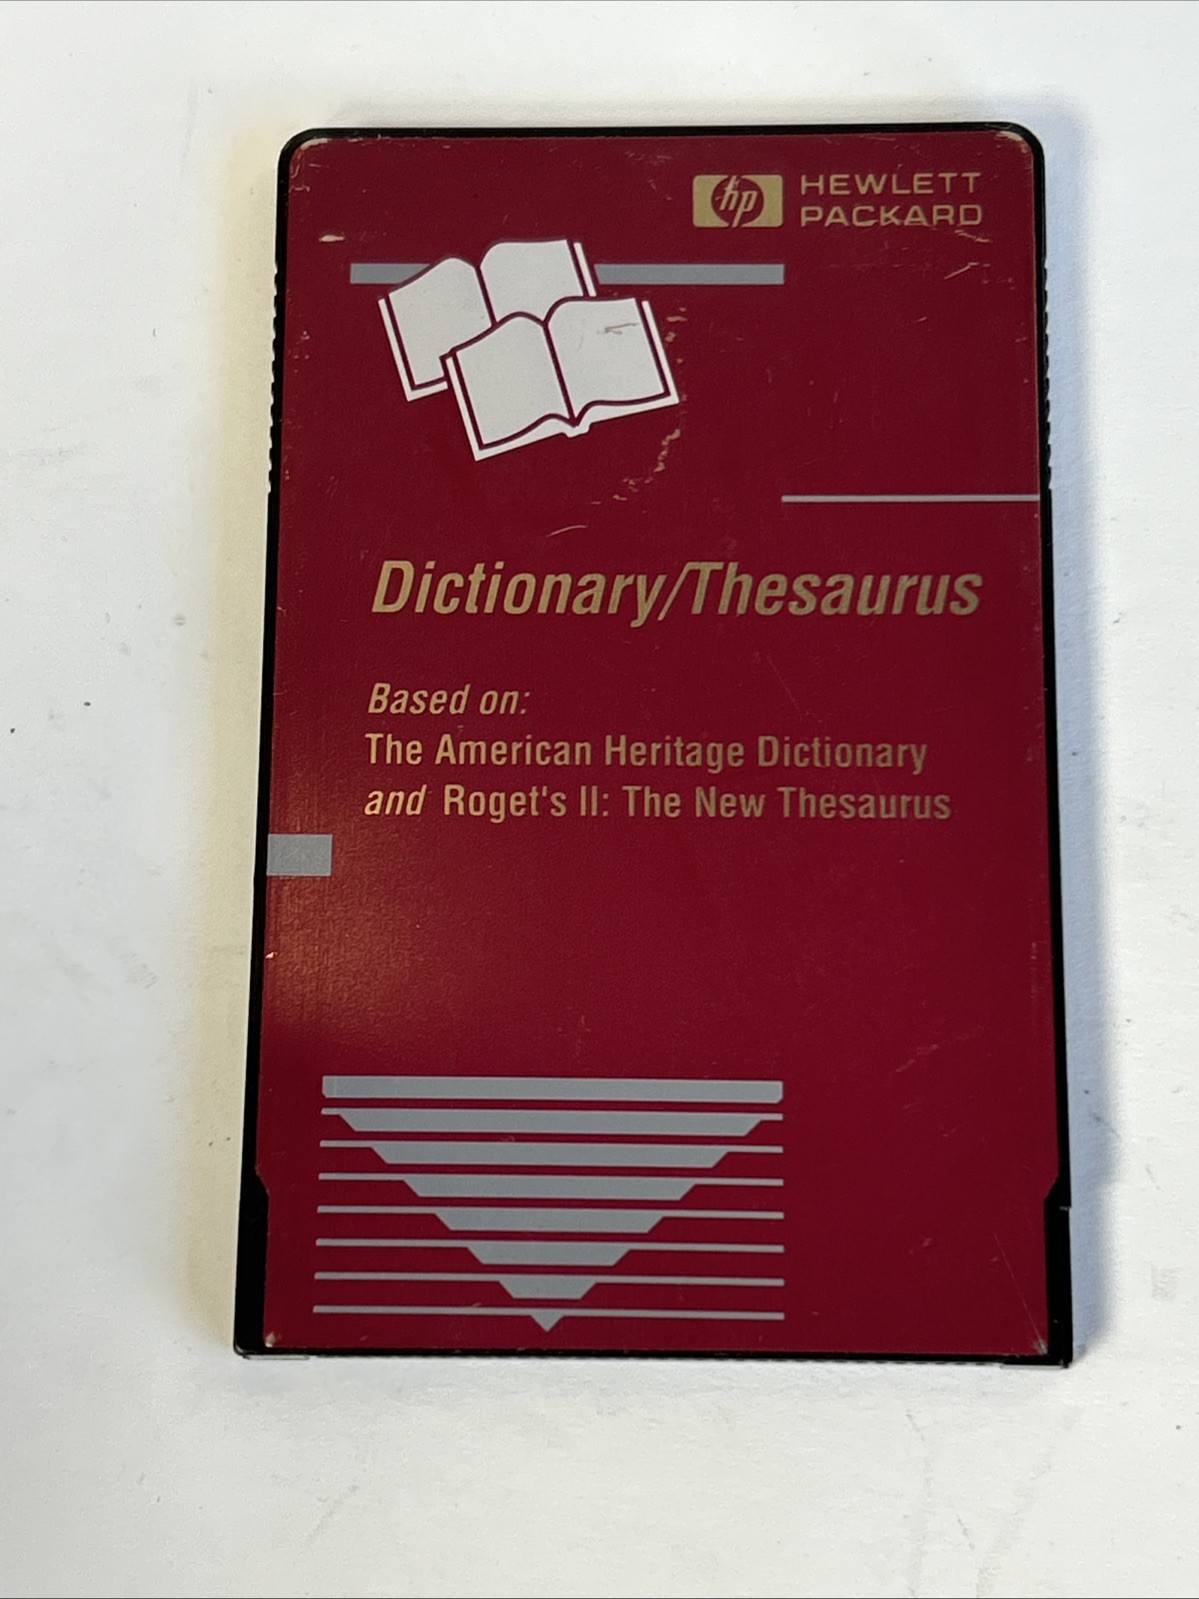 hp HEWLETT
PACKARD
Dictionary/Thesaurus
Based on:
The American Heritage Dictionary
and Roget's II: The New Thesaurus